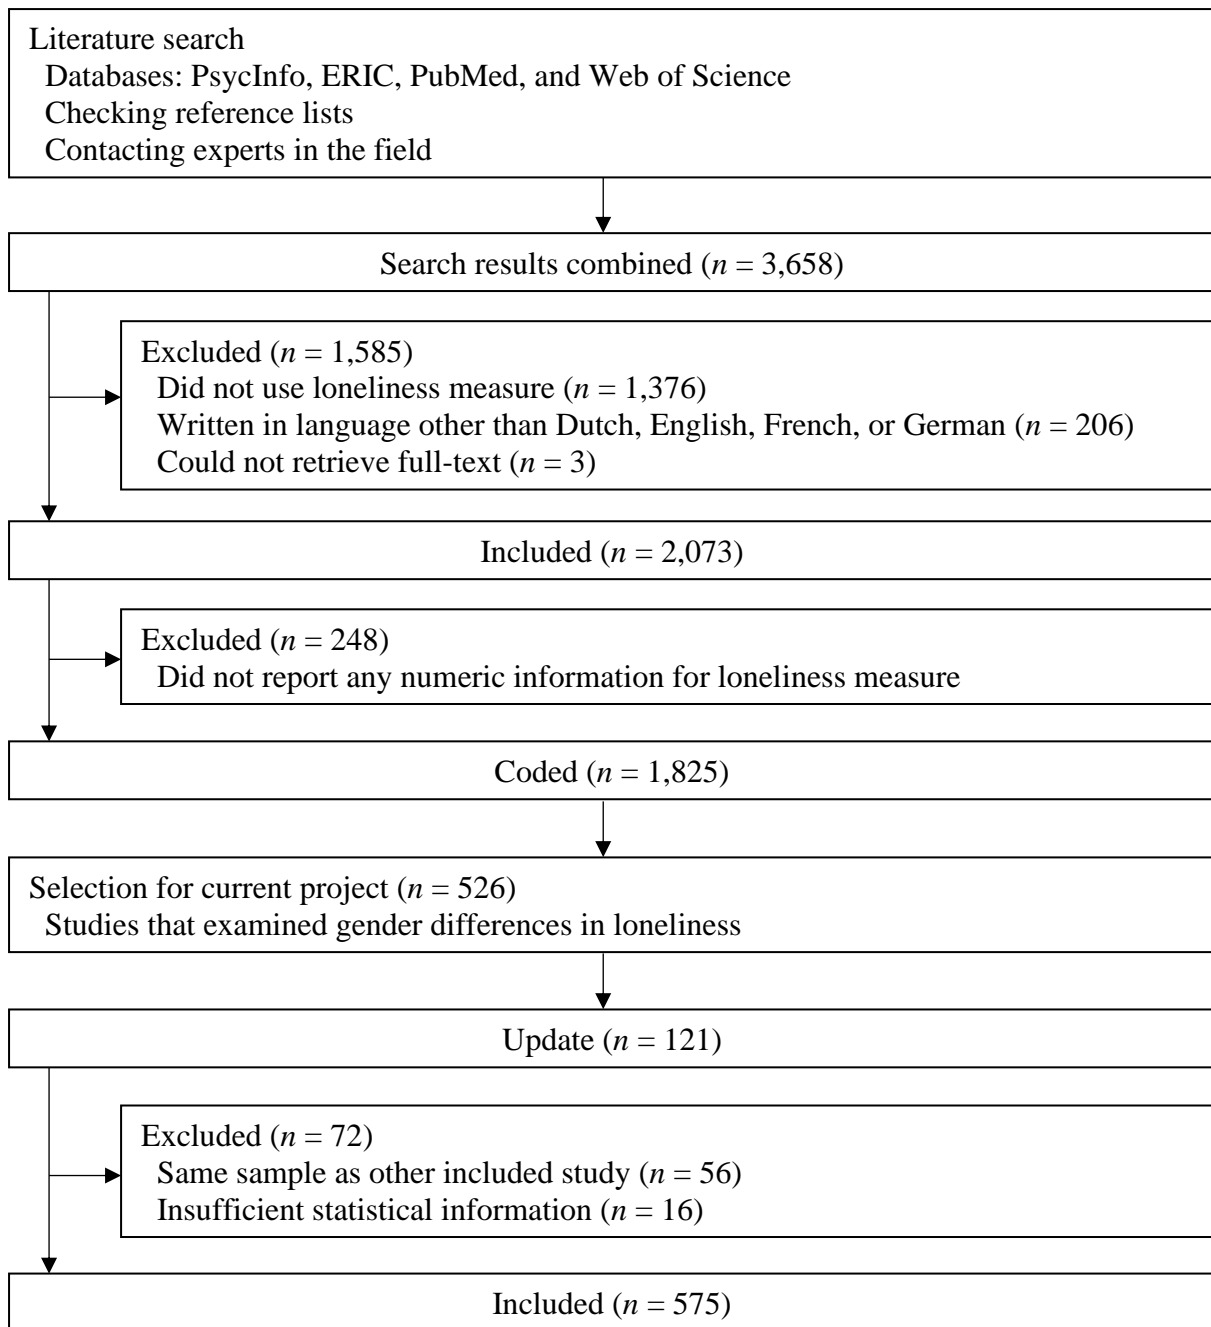 Literature search
Databases: PsycInfo, ERIC, PubMed, and Web of Science
Checking reference lists
Contacting experts in the field
Search results combined (n = 3,658)
Excluded (n = 1,585)
Did not use loneliness measure (n = 1,376)
Written in language other than Dutch, English, French, or German (n = 206)
Could not retrieve full-text (n = 3)
Included (n = 2,073)
Excluded (n = 248)
Did not report any numeric information for loneliness measure
Coded (n = 1,825)
Selection for current project (n = 526)
Studies that examined gender differences in loneliness
Update (n = 121)
Excluded (n = 72)
Same sample as other included study (n = 56)
Insufficient statistical information (n = 16)
Included (n = 575)